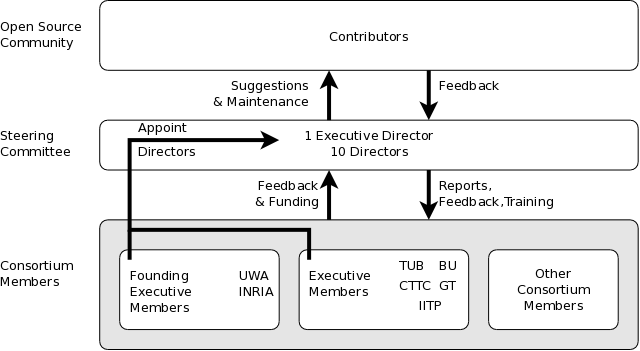 Open Source
Community
Contributors
Suggestions
& Maintenance
Feedback
Steering
Committee
Appoint
Directors
1 Executive Director
10 Directors
Feedback
& Funding
Reports,
Feedback,Training
Consortium
Members
Founding
Executive
Members
UWA
INRIA
Executive
Members
TUB BU
CTTC GT
IITP
Other
Consortium
Members